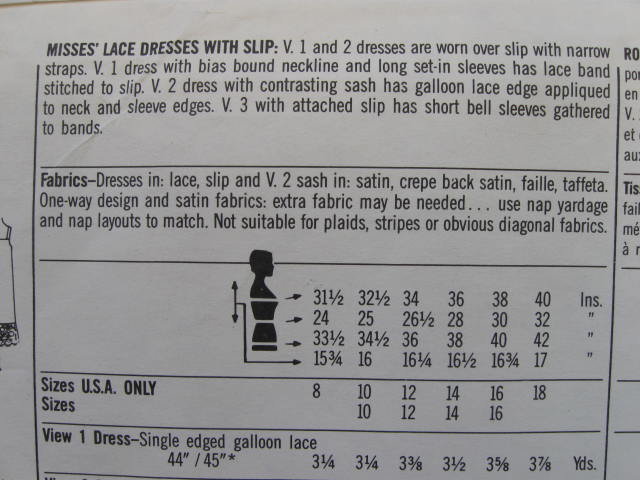 MISSES' LACE DRESSES WITH SLIP: V. 1 and 2 dresses are worn over slip with narrow
straps. V. 1 dress with bias bound neckline and long set-in sleeves has lace band
stitched to slip. V. 2 dress with contrasting sash has galloon lace edge appliqued
to neck and sleeve edges. V. 3 with attached slip has short bell sleeves gathered
to bands.
Fabrics–Dresses in: lace, slip and V. 2 sash in: satin, crepe back satin, faille, taffeta.
One-way design and satin fabrics: extra fabric may be needed... use nap yardage
and nap layouts to match. Not suitable for plaids, stripes or obvious diagonal fabrics.
31½ 32½ 34 36 38 40 Ins.
24 25 26½ 28 30 32 "
33½ 34½ 36 38 40 42 "
15¾ 16 16¼ 16½ 16¾ 17 "
Sizes U.S.A. ONLY 8 10 12 14 16 18
Sizes 10 12 14 16
View 1 Dress–Single edged galloon lace
44" / 45"* 3¼ 3¼ 3⅜ 3½ 3⅝ 3⅞ Yds.
RO
en
V.
et
Tis
à